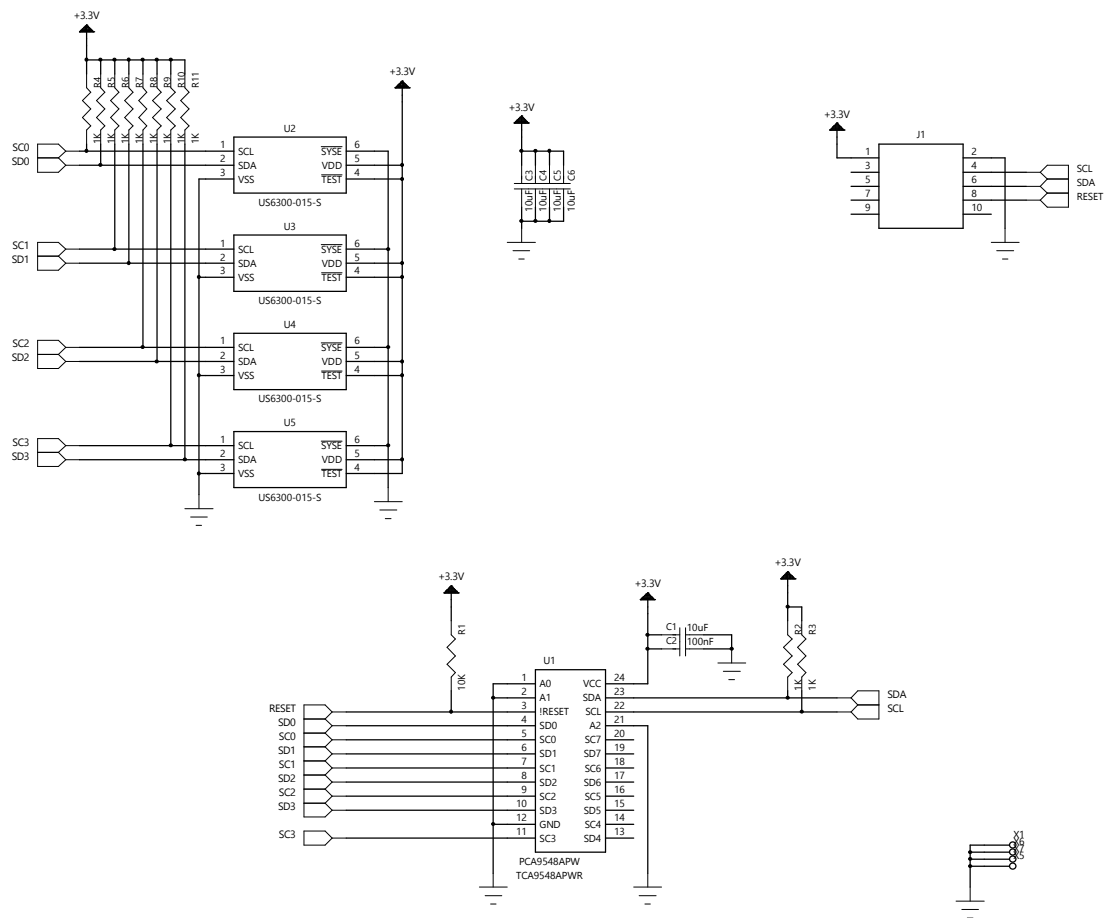 +3.3V
R4
R5
R6
R7
R8
R9
R10
R11
1K
1K
1K
1K
1K
1K
1K
1K
+3.3V
SC0
SD0
U2
1 SCL SYSE 6
2 SDA VDD 5
3 VSS TEST 4
US6300-015-S
SC1
SD1
U3
1 SCL SYSE 6
2 SDA VDD 5
3 VSS TEST 4
US6300-015-S
SC2
SD2
U4
1 SCL SYSE 6
2 SDA VDD 5
3 VSS TEST 4
US6300-015-S
SC3
SD3
U5
1 SCL SYSE 6
2 SDA VDD 5
3 VSS TEST 4
US6300-015-S
+3.3V
C3
C4
C5
C6
10uF
10uF
10uF
10uF
+3.3V
J1
1 2
3 4
5 6
7 8
9 10
SCL
SDA
RESET
+3.3V
R1
10K
+3.3V
C1 10uF
C2 100nF
+3.3V
R2
R3
1K
1K
SDA
SCL
U1
1 A0 VCC 24
2 A1 SDA 23
3 !RESET SCL 22
4 SD0 A2 21
5 SC0 SC7 20
6 SD1 SD7 19
7 SC1 SC6 18
8 SD2 SD6 17
9 SC2 SC5 16
10 SD3 SD5 15
12 GND SC4 14
11 SC3 SD4 13
PCA9548APW
TCA9548APWR
RESET
SD0
SC0
SD1
SC1
SD2
SC2
SD3
SC3
X1
X5